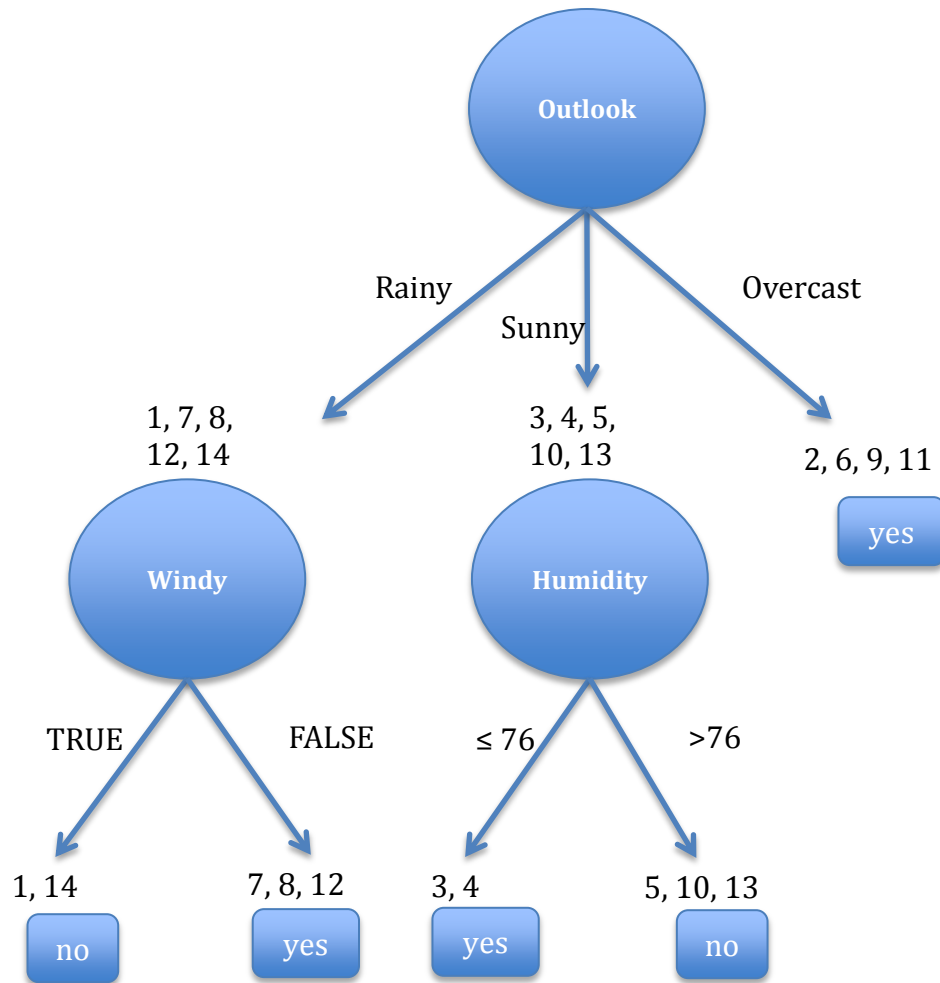 Outlook
Rainy
Sunny
Overcast
1, 7, 8,
12, 14
3, 4, 5,
10, 13
2, 6, 9, 11
yes
Windy
Humidity
TRUE
FALSE
≤ 76
>76
1, 14
7, 8, 12
3, 4
5, 10, 13
no
yes
yes
no